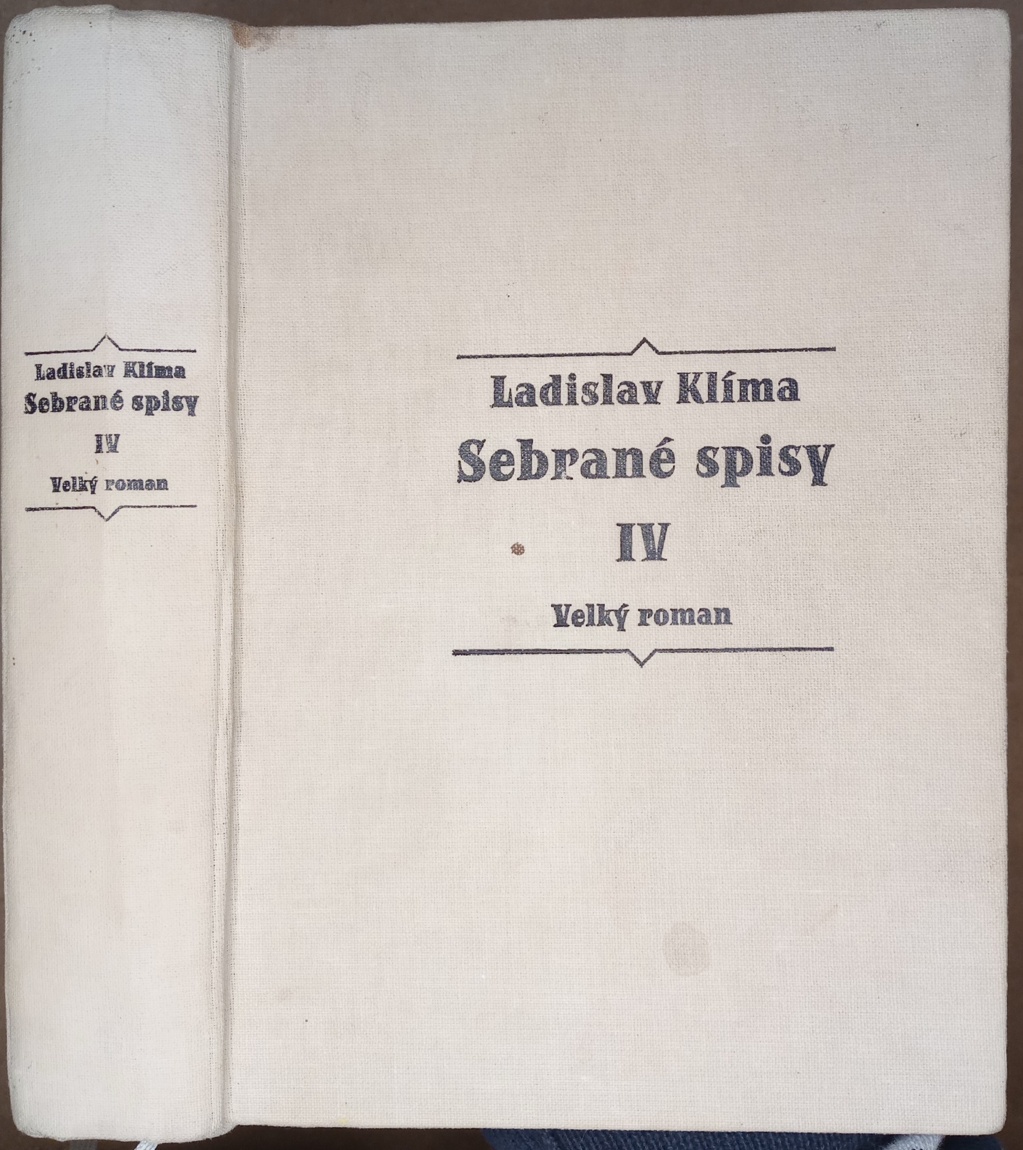 Ladislav Klíma
Sebrané spisy
IV
Velký roman
Ladislav Klíma
Sebrané spisy
IV
Velký roman